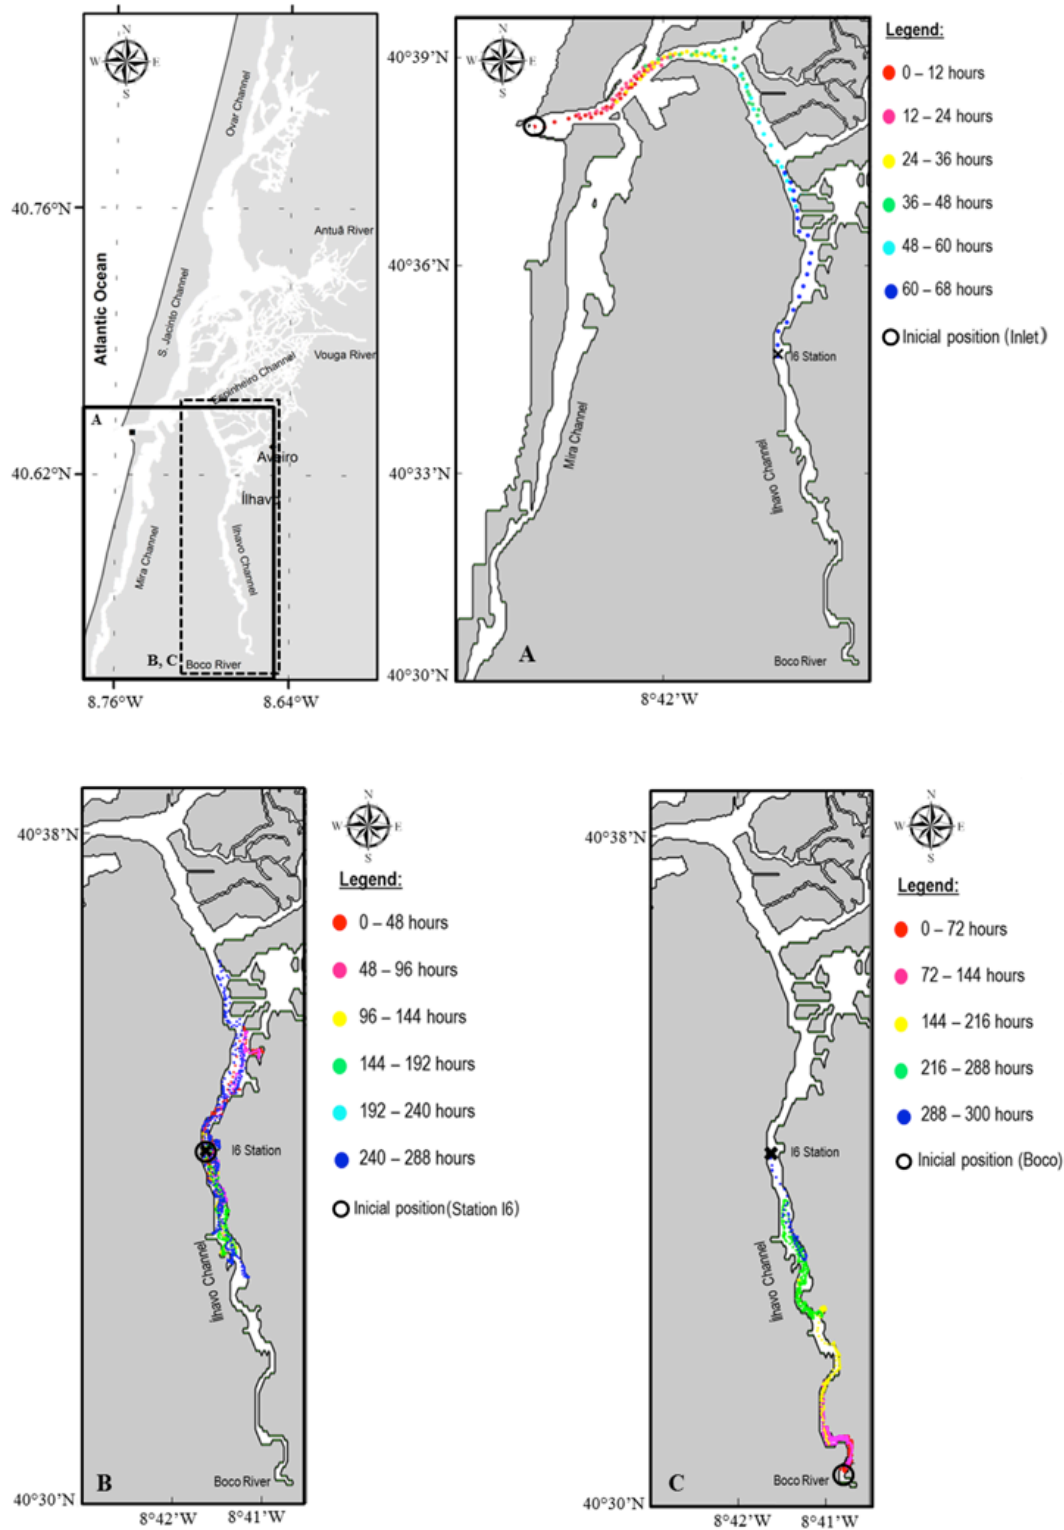 N
W E
S
Ovar Channel
40.76°N
Antuã River
Atlantic Ocean
S. Jacinto Channel
Vouga River
Espinheiro Channel
A
Aveiro
40.62°N
Ílhavo
Mira Channel
Ílhavo Channel
B, C
Boco River
8.76°W
8.64°W
N
W E
S
40°39'N
40°36'N
40°33'N
40°30'N
I6 Station
Mira Channel
Ílhavo Channel
A
Boco River
8°42'W
Legend:
0 – 12 hours
12 – 24 hours
24 – 36 hours
36 – 48 hours
48 – 60 hours
60 – 68 hours
Inicial position (Inlet)
40°38'N
I6 Station
Ílhavo Channel
B
Boco River
40°30'N
8°42'W
8°41'W
N
W E
S
Legend:
0 – 48 hours
48 – 96 hours
96 – 144 hours
144 – 192 hours
192 – 240 hours
240 – 288 hours
Inicial position (Station I6)
40°38'N
I6 Station
Ílhavo Channel
Boco River
C
40°30'N
8°42'W
8°41'W
N
W E
S
Legend:
0 – 72 hours
72 – 144 hours
144 – 216 hours
216 – 288 hours
288 – 300 hours
Inicial position (Boco)